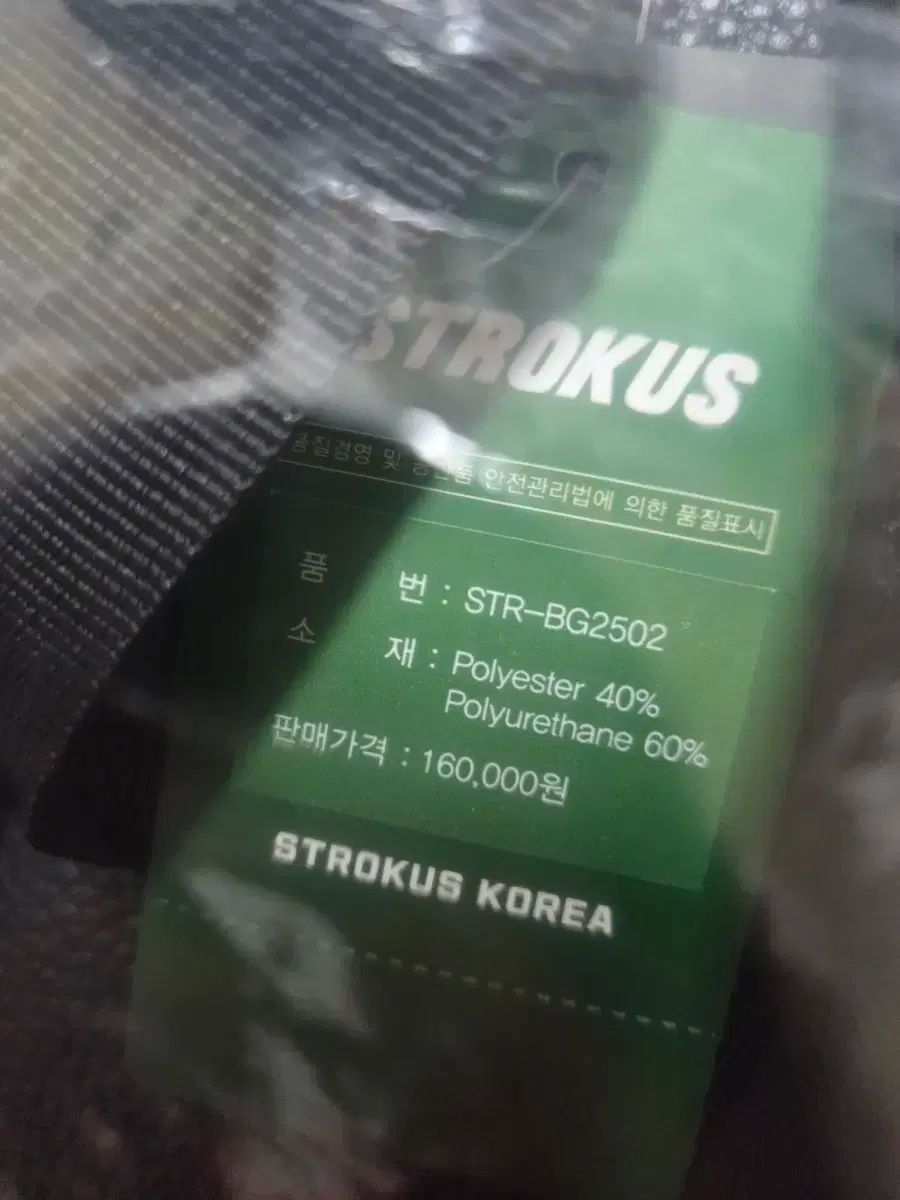 STROKUS
품질경영 및 공산품 안전관리법에 의한 품질표시
품 번 : STR-BG2502
소 재 : Polyester 40%
Polyurethane 60%
판매가격 : 160,000원
STROKUS KOREA